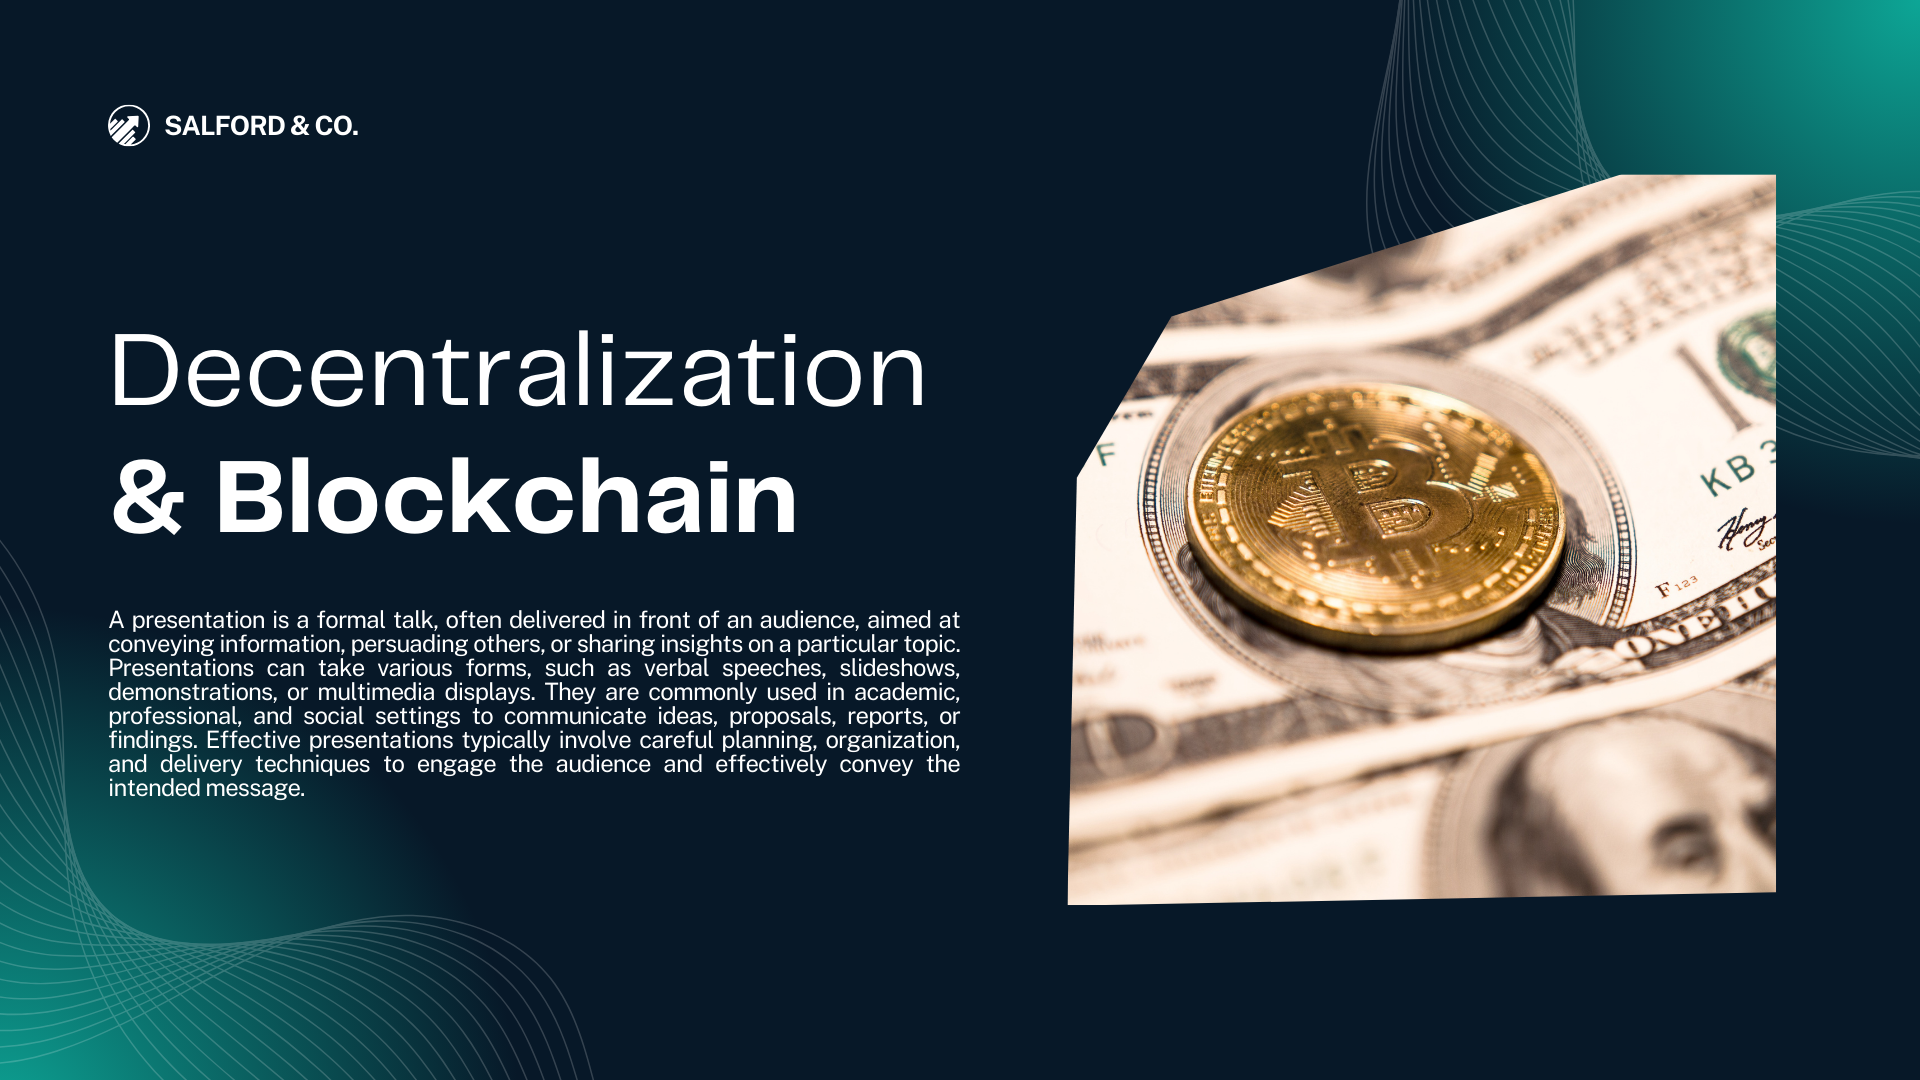 SALFORD & CO.
Decentralization
& Blockchain
A presentation is a formal talk, often delivered in front of an audience, aimed at
conveying information, persuading others, or sharing insights on a particular topic.
Presentations can take various forms, such as verbal speeches, slideshows,
demonstrations, or multimedia displays. They are commonly used in academic,
professional, and social settings to communicate ideas, proposals, reports, or
findings. Effective presentations typically involve careful planning, organization,
and delivery techniques to engage the audience and effectively convey the
intended message.
F
KB
F 123
ONE HU